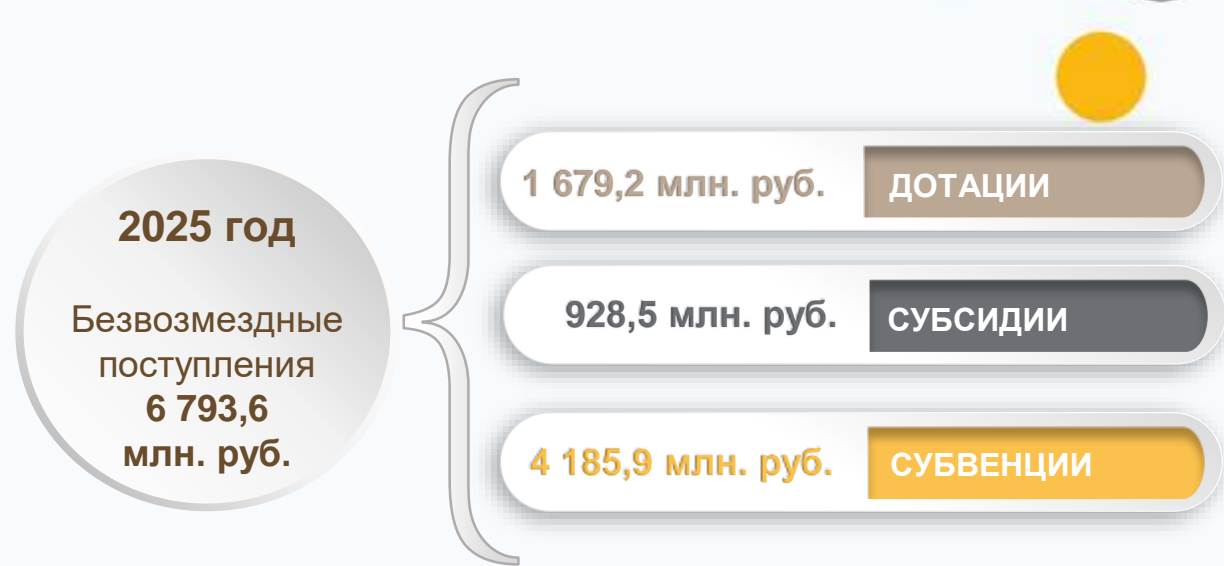 2025 год
Безвозмездные
поступления
6 793,6
млн. руб.
1 679,2 млн. руб. ДОТАЦИИ
928,5 млн. руб. СУБСИДИИ
4 185,9 млн. руб. СУБВЕНЦИИ